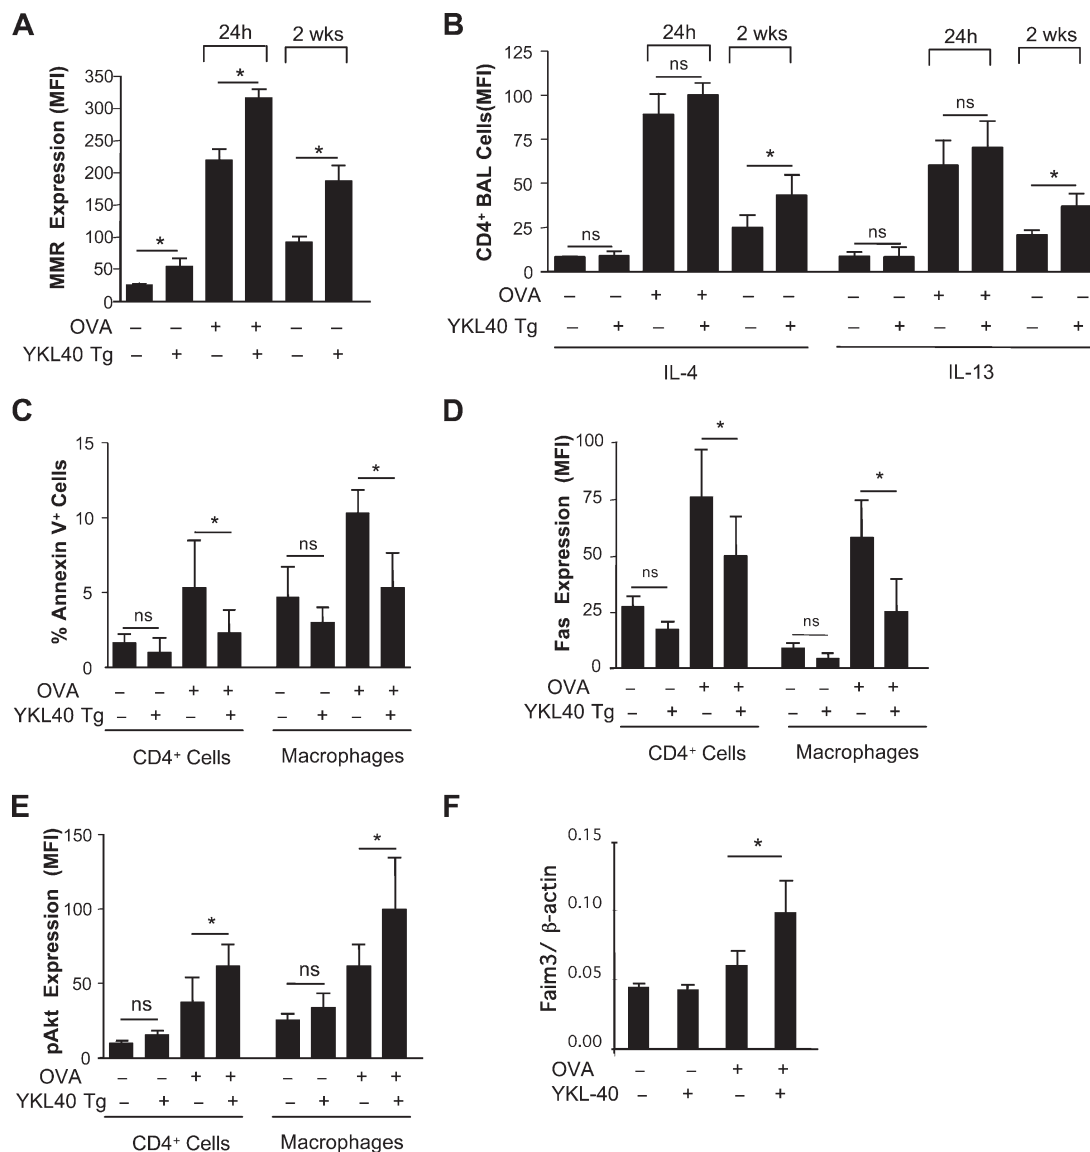 A
24h
2 wks
MMR Expression (MFI)
350
300
250
200
150
100
50
0
*
*
*
OVA – – + + – –
YKL40 Tg – + – + – +
B
24h
2 wks
24h
2 wks
CD4⁺ BAL Cells(MFI)
125
100
75
50
25
0
ns
ns
*
ns
ns
*
OVA – – + + – – – – + + – –
YKL40 Tg – + – + – + – + – + – +
IL-4
IL-13
C
% Annexin V⁺ Cells
15
10
5
0
ns
*
ns
*
OVA – – + + – – + +
YKL40 Tg – + – + – + – +
CD4⁺ Cells
Macrophages
D
Fas Expression (MFI)
100
75
50
25
0
ns
*
ns
*
OVA – – + + – – + +
YKL40 Tg – + – + – + – +
CD4⁺ Cells
Macrophages
E
pAkt Expression (MFI)
150
100
50
0
ns
*
ns
*
OVA – – + + – – + +
YKL40 Tg – + – + – + – +
CD4⁺ Cells
Macrophages
F
Faim3/ β-actin
0.15
0.10
0.05
0.00
*
OVA – – + +
YKL-40 – + – +